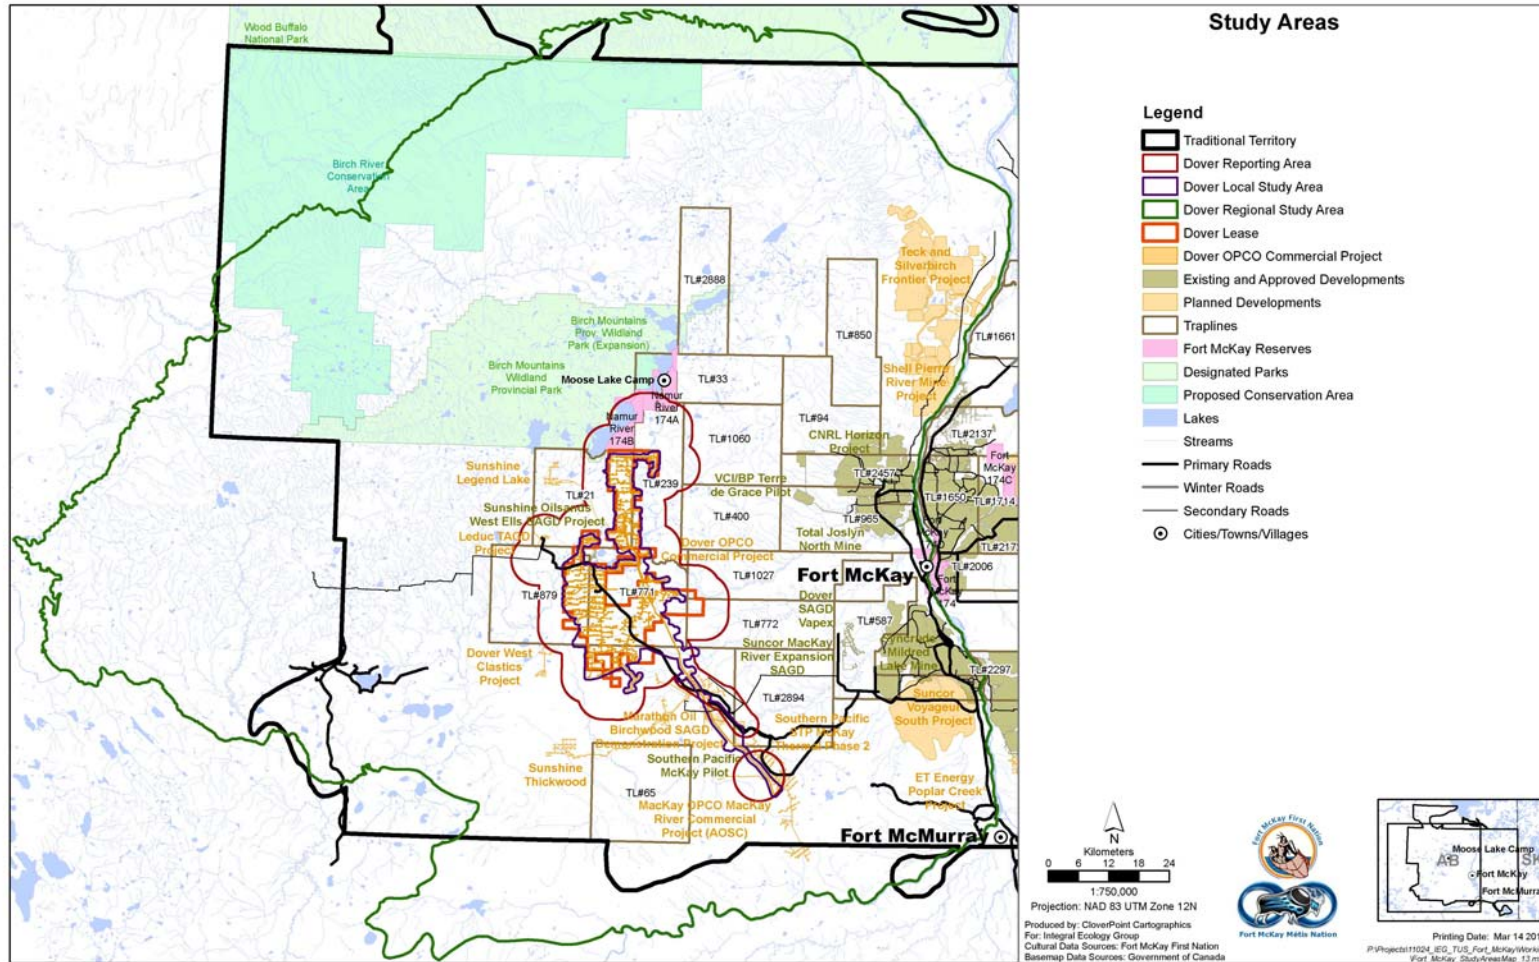 Study Areas
Wood Buffalo
National Park
Birch River
Conservation
Area
Birch Mountains
Prov. Wildland
Park (Expansion)
Birch Mountains
Wildland
Provincial Park
Moose Lake Camp
Namur
River
174A
Namur
River
174B
TL#2888
TL#850
TL#1661
TL#33
TL#94
TL#1060
TL#2137
TL#239
TL#21
TL#2457
TL#1650
TL#1714
TL#400
TL#965
TL#2006
TL#1027
TL#879
TL#771
TL#772
TL#587
TL#2297
TL#2894
TL#65
Teck and
Silverbirch
Frontier Project
Shell Pierre
River Mine
Project
CNRL Horizon
Project
Fort
McKay
174C
VCI/BP Terre
de Grace Pilot
Sunshine
Legend Lake
Sunshine Oilsands
West Ells SAGD Project
Leduc TAGD
Project
Dover OPCO
Commercial Project
Total Joslyn
North Mine
Fort McKay
Fort
McKay
174
Dover
SAGD
Vapex
Suncor MacKay
River Expansion
SAGD
Syncrude
Mildred
Lake Mine
Dover West
Clastics
Project
Suncor
Voyageur
South Project
Marathon Oil
Birchwood SAGD
Demonstration Project
Southern Pacific
STP McKay
Thermal Phase 2
Southern Pacific
McKay Pilot
Sunshine
Thickwood
MacKay OPCO MacKay
River Commercial
Project (AOSC)
ET Energy
Poplar Creek
Project
Fort McMurray
Legend
Traditional Territory
Dover Reporting Area
Dover Local Study Area
Dover Regional Study Area
Dover Lease
Dover OPCO Commercial Project
Existing and Approved Developments
Planned Developments
Traplines
Fort McKay Reserves
Designated Parks
Proposed Conservation Area
Lakes
Streams
Primary Roads
Winter Roads
Secondary Roads
Cities/Towns/Villages
N
Kilometers
0 6 12 18 24
1:750,000
Projection: NAD 83 UTM Zone 12N
Produced by: CloverPoint Cartographics
For: Integral Ecology Group
Cultural Data Sources: Fort McKay First Nation
Basemap Data Sources: Government of Canada
Fort McKay First Nation
Fort McKay Métis Nation
Moose Lake Camp
AB
Fort McKay
Printing Date: Mar 14 201